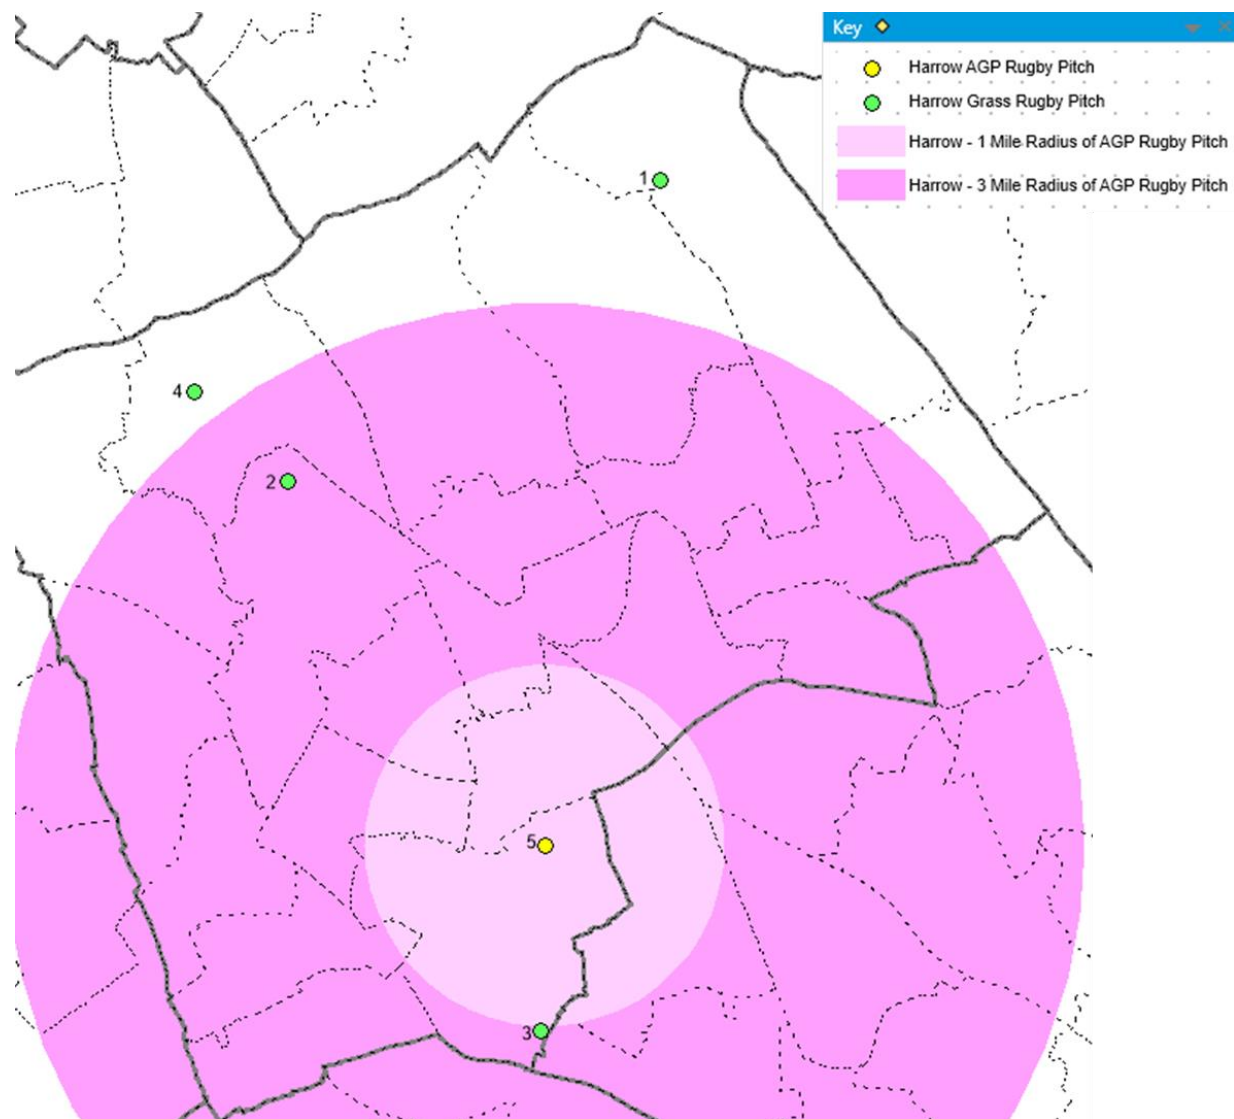 Key
Harrow AGP Rugby Pitch
Harrow Grass Rugby Pitch
Harrow - 1 Mile Radius of AGP Rugby Pitch
Harrow - 3 Mile Radius of AGP Rugby Pitch
1
4
2
5
3